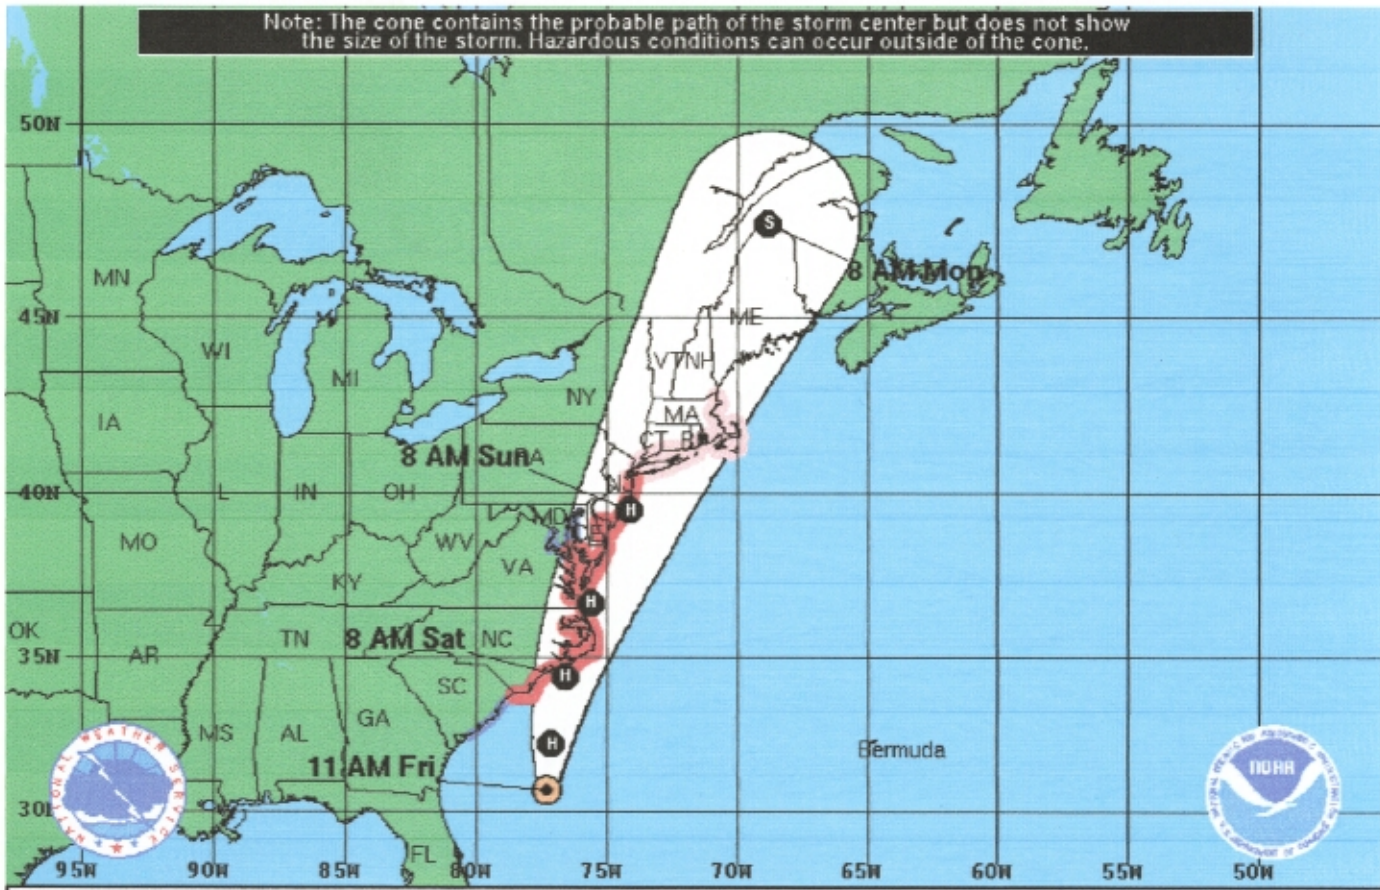 Note: The cone contains the probable path of the storm center but does not show
the size of the storm. Hazardous conditions can occur outside of the cone.
50N
S
8 AM Mon
MN
45N
ME
WI
VT NH
MI
NY
MA
IA
CT
8 AM Sun
40N
NJ
IN
OH
H
MD
MO
WV
VA
KY
H
OK
TN
8 AM Sat
NC
35N
AR
H
SC
MS
AL
GA
H
Bermuda
NATIONAL WEATHER SERVICE
NOAA
11 AM Fri
30N
FL
95W
90W
85W
80W
75W
70W
65W
60W
55W
50W